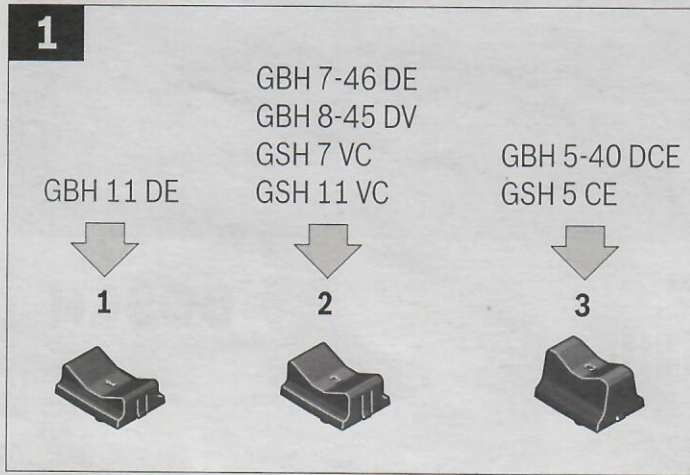 1
GBH 11 DE
GBH 7-46 DE
GBH 8-45 DV
GSH 7 VC
GSH 11 VC
GBH 5-40 DCE
GSH 5 CE
1
2
3
1